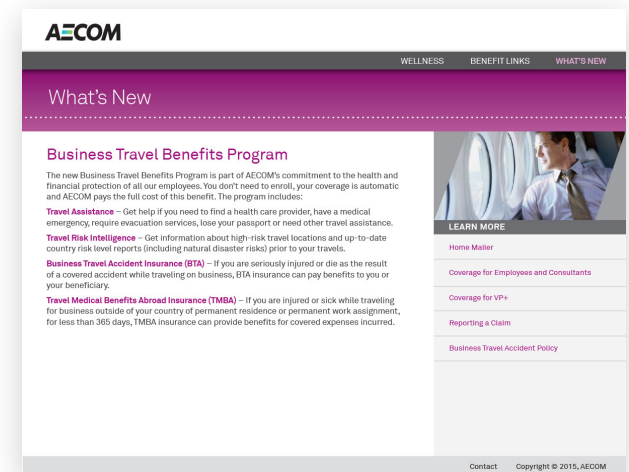 AECOM
WELLNESS BENEFIT LINKS WHAT'S NEW
What's New
Business Travel Benefits Program
The new Business Travel Benefits Program is part of AECOM's commitment to the health and
financial protection of all our employees. You don't need to enroll, your coverage is automatic
and AECOM pays the full cost of this benefit. The program includes:
Travel Assistance – Get help if you need to find a health care provider, have a medical
emergency, require evacuation services, lose your passport or need other travel assistance.
Travel Risk Intelligence – Get information about high-risk travel locations and up-to-date
country risk level reports (including natural disaster risks) prior to your travels.
Business Travel Accident Insurance (BTA) – If you are seriously injured or die as the result
of a covered accident while traveling on business, BTA insurance can pay benefits to you or
your beneficiary.
Travel Medical Benefits Abroad Insurance (TMBA) – If you are injured or sick while traveling
for business outside of your country of permanent residence or permanent work assignment,
for less than 365 days, TMBA insurance can provide benefits for covered expenses incurred.
LEARN MORE
Home Mailer
Coverage for Employees and Consultants
Coverage for VP+
Reporting a Claim
Business Travel Accident Policy
Contact Copyright © 2015, AECOM